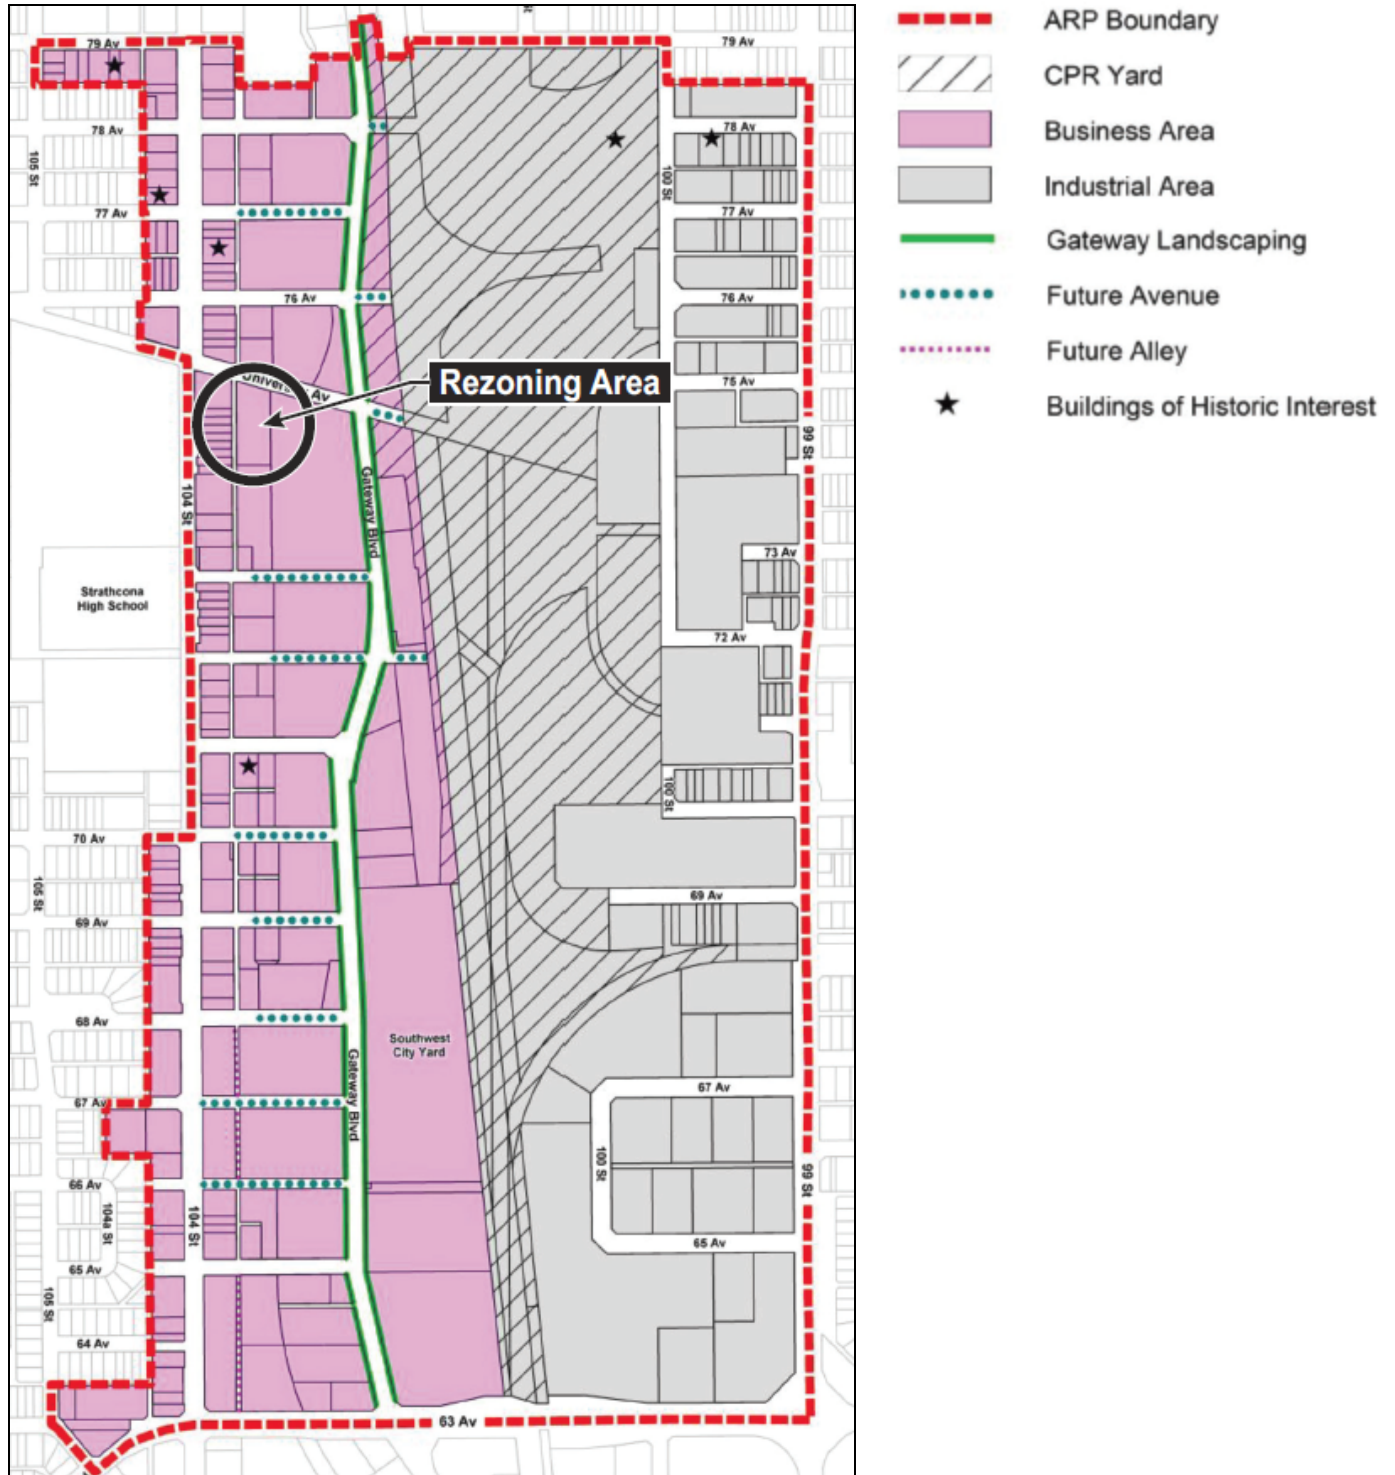 St
79 Av
79 Av
78 Av
78 Av
105 St
100 St
77 Av
77 Av
76 Av
76 Av
75 Av
Rezoning Area
99 St
104 St
Gateway Blvd
73 Av
Strathcona
High School
72 Av
100 St
70 Av
105 St
69 Av
69 Av
68 Av
Southwest
City Yard
Gateway Blvd
67 Av
67 Av
100 St
99 St
66 Av
104a St
104 St
65 Av
65 Av
105 St
64 Av
63 Av
ARP Boundary
CPR Yard
Business Area
Industrial Area
Gateway Landscaping
Future Avenue
Future Alley
Buildings of Historic Interest